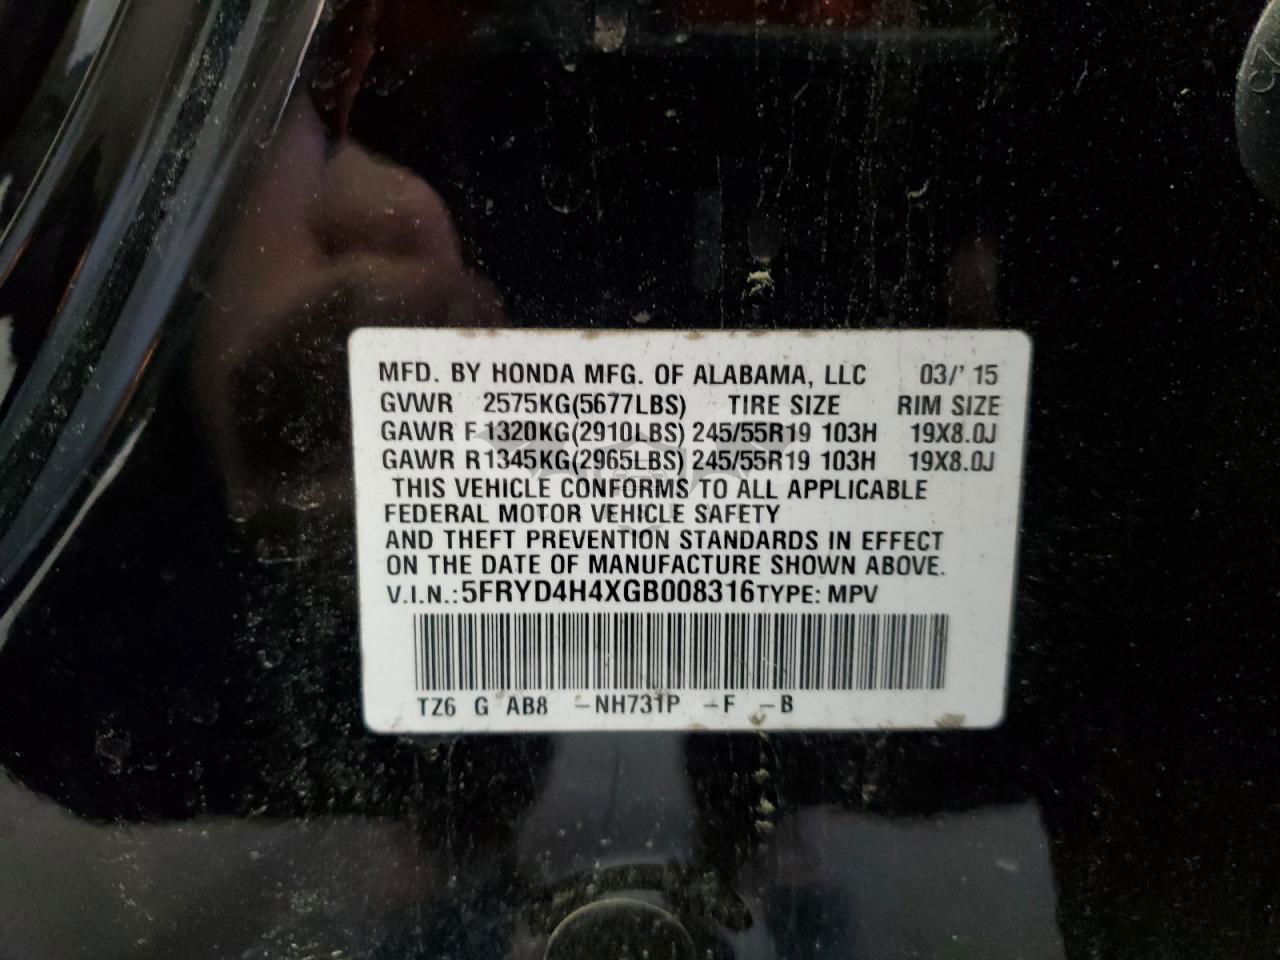 MFD. BY HONDA MFG. OF ALABAMA, LLC 03/' 15
GVWR 2575KG(5677LBS) TIRE SIZE RIM SIZE
GAWR F 1320KG(2910LBS) 245/55R19 103H 19X8.0J
GAWR R1345KG(2965LBS) 245/55R19 103H 19X8.0J
THIS VEHICLE CONFORMS TO ALL APPLICABLE
FEDERAL MOTOR VEHICLE SAFETY
AND THEFT PREVENTION STANDARDS IN EFFECT
ON THE DATE OF MANUFACTURE SHOWN ABOVE.
V.I.N.:5FRYD4H4XGB008316TYPE: MPV
TZ6 G AB8 -NH731P -F -B